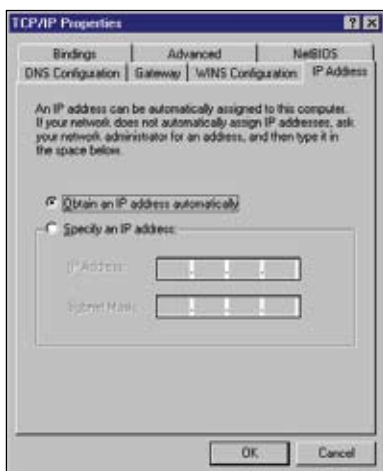 TCP/IP Properties
Bindings Advanced NetBIOS
DNS Configuration Gateway WINS Configuration IP Address
An IP address can be automatically assigned to this computer.
If your network does not automatically assign IP addresses, ask
your network administrator for an address, and then type it in
the space below.
Obtain an IP address automatically
Specify an IP address:
IP Address:
Subnet Mask:
OK Cancel